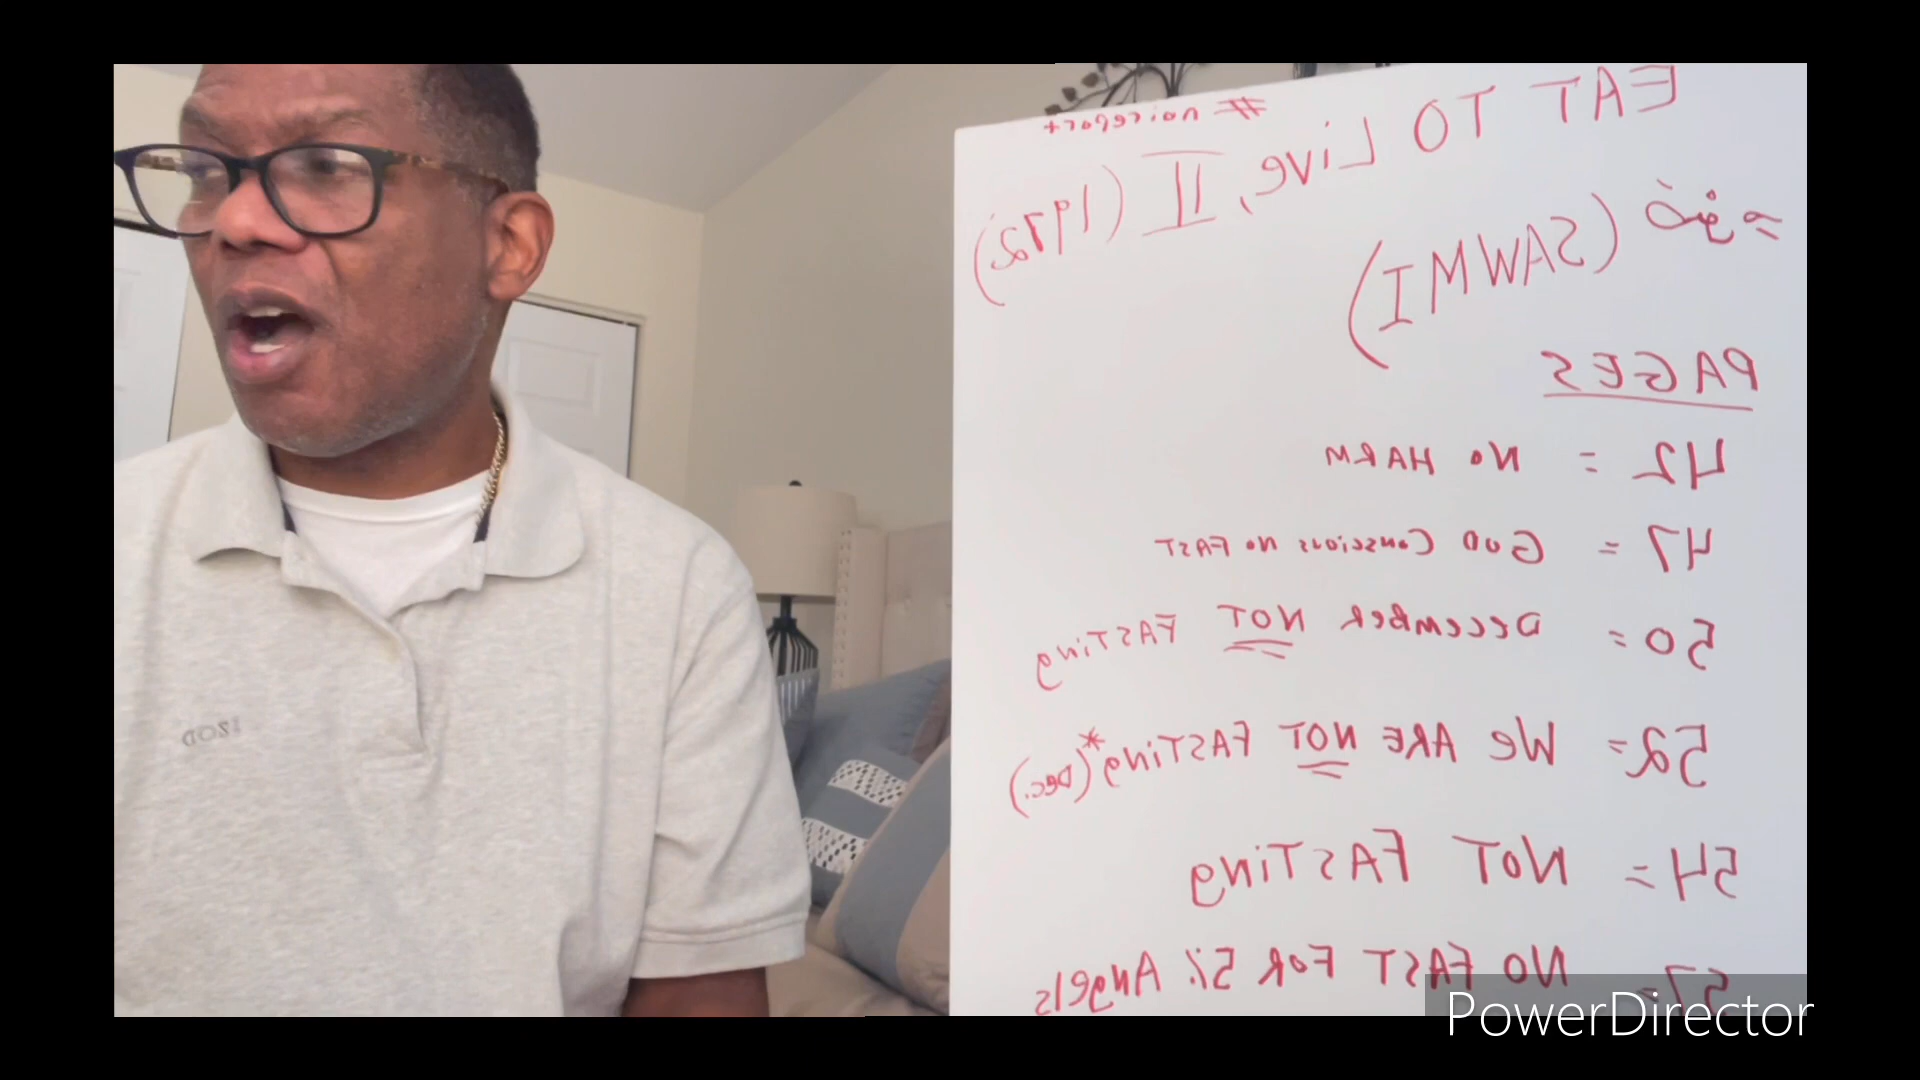 # noireport
EAT TO Live, II (1972)
(SAWMI)
PAGES
42 = No HARM
47 = GOD Conscious no FAST
50 = DECEMBER NOT FASTing
52 = We ARE NOT FASTing* (Dec.)
54 = NOT FASTing
57 = NO FAST FOR 5% Angels
IZOD
PowerDirector